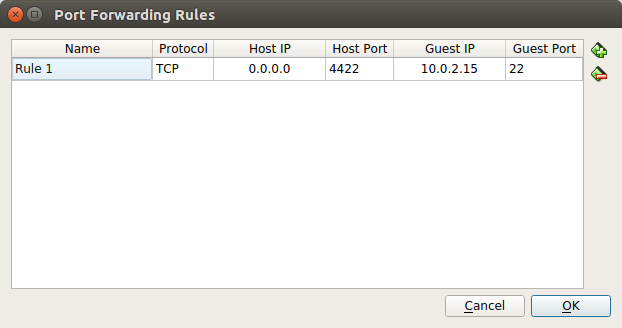 Port Forwarding Rules
Name Protocol Host IP Host Port Guest IP Guest Port
Rule 1 TCP 0.0.0.0 4422 10.0.2.15 22
Cancel OK